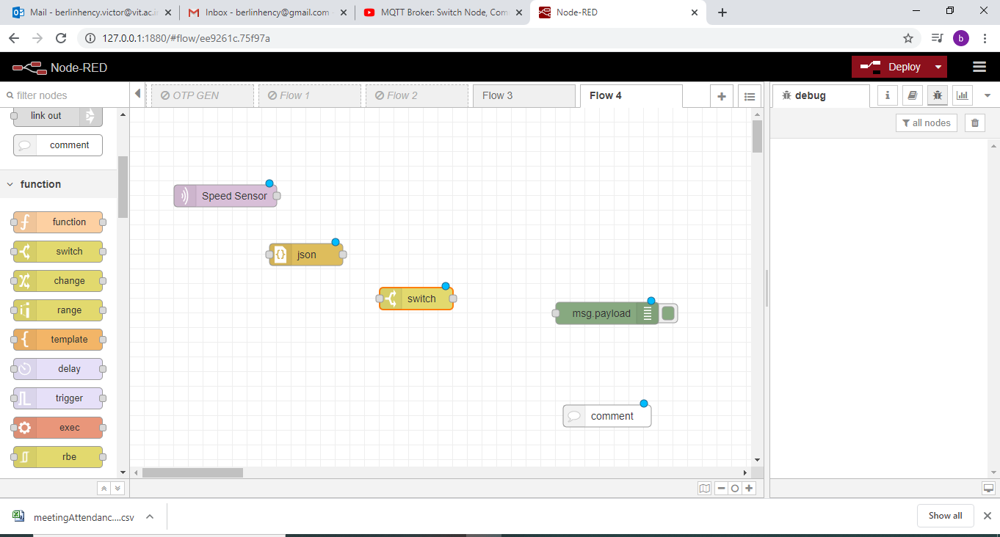 Mail - berlinhency.victor@vit.ac.in
Inbox - berlinhency@gmail.com
MQTT Broker: Switch Node, Com
Node-RED
127.0.0.1:1880/#flow/ee9261c.75f97a
b
Node-RED
Deploy
filter nodes
OTP GEN
Flow 1
Flow 2
Flow 3
Flow 4
debug
i
all nodes
link out
comment
function
function
switch
change
range
template
delay
trigger
exec
rbe
Speed Sensor
json
switch
msg.payload
comment
meetingAttendanc....csv
Show all